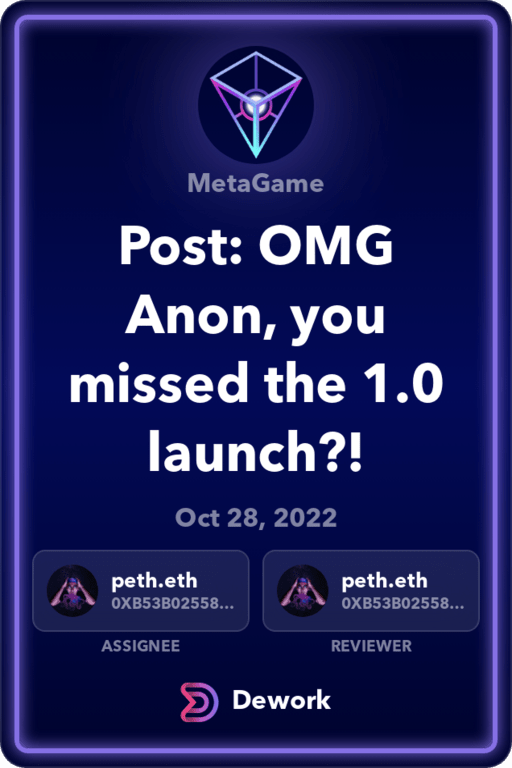 MetaGame
Post: OMG
Anon, you
missed the 1.0
launch?!
Oct 28, 2022
peth.eth
0XB53B02558...
peth.eth
0XB53B02558...
ASSIGNEE
REVIEWER
Dework